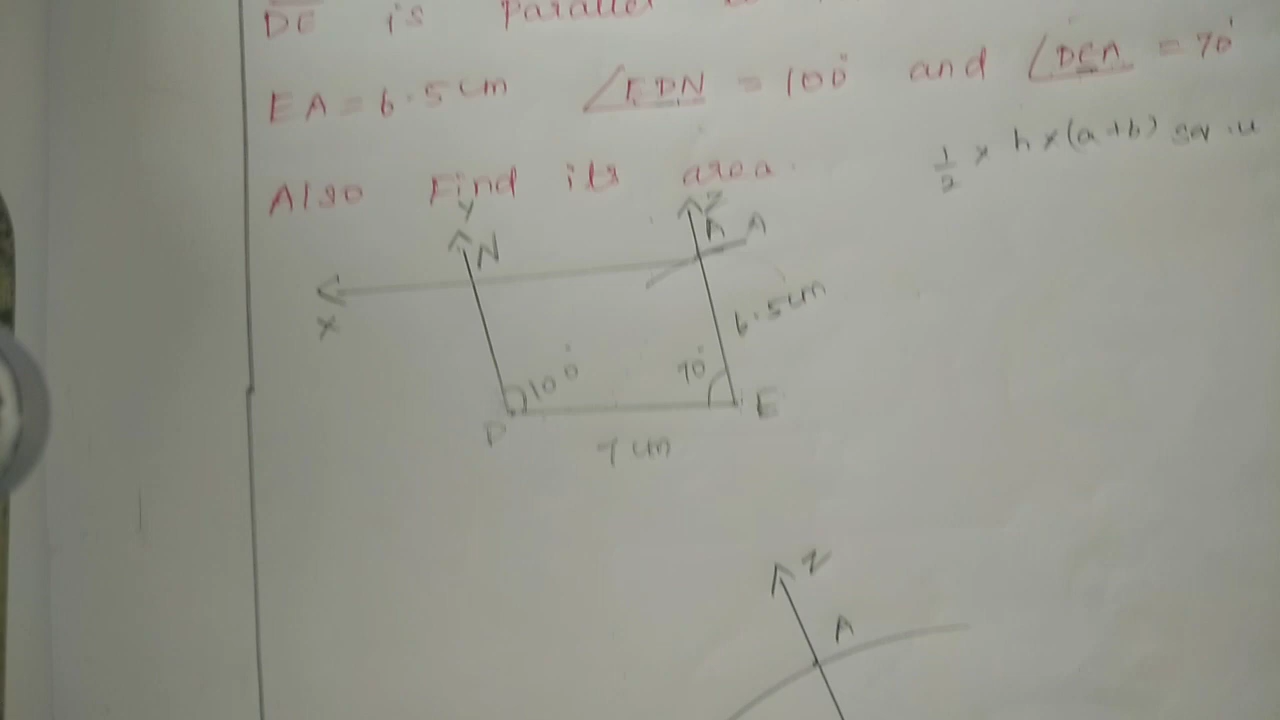 DE is Parallel
EA = 6.5 cm ∠EDN = 100° and ∠DEA = 70°
Also Find its area.
1/2 × h × (a+b) sq.u
Y Z
N A A
X
6.5cm
100° 70°
D E
7 cm
Z
A